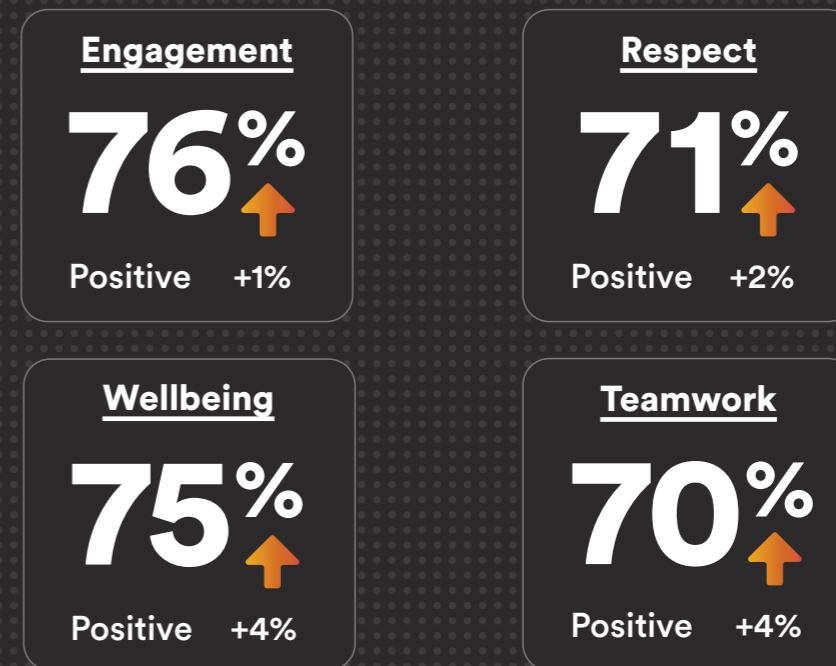 Engagement
76%
Positive +1%
Respect
71%
Positive +2%
Wellbeing
75%
Positive +4%
Teamwork
70%
Positive +4%